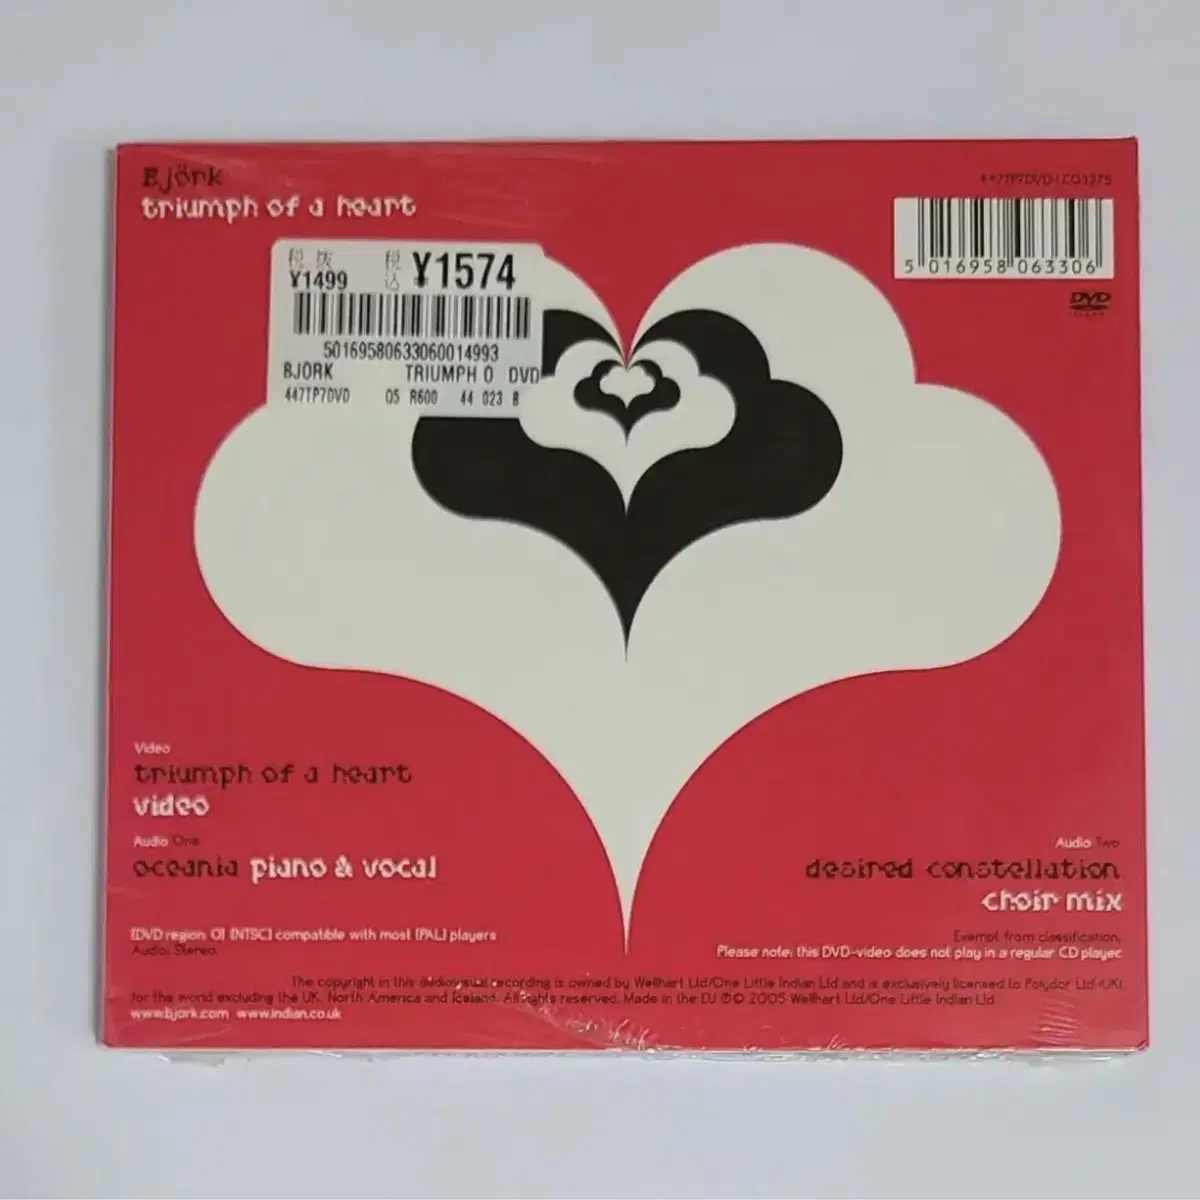 Björk
triumph of a heart
5 016958 063306
DVD
税抜 税込 ¥1574
¥1499
50169580633060014993
BJORK TRIUMPH O DVD
447TP7DVD 05 R600 44 023 8
Video
triumph of a heart
video
Audio One
oceania piano & vocal
Audio Two
desired constellation
choir mix
[DVD region 0] [NTSC] compatible with most [PAL] players
Audio: Stereo.
Exempt from classification.
Please note: this DVD-video does not play in a regular CD player.
The copyright in this audiovisual recording is owned by Wellhart Ltd/One Little Indian Ltd and is exclusively licensed to Polydor Ltd (UK)
for the world excluding the UK, North America and Iceland. All rights reserved. Made in the EU ℗© 2005 Wellhart Ltd/One Little Indian Ltd
www.bjork.com www.indian.co.uk